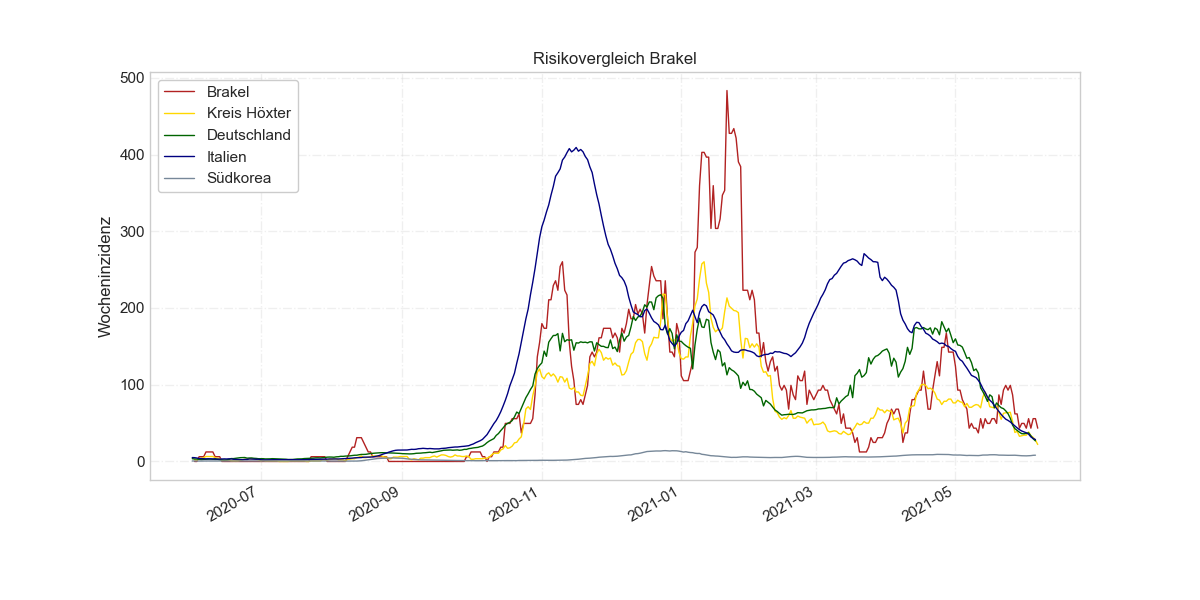 Risikovergleich Brakel
500
400
300
200
100
0
Wocheninzidenz
Brakel
Kreis Höxter
Deutschland
Italien
Südkorea
2020-07
2020-09
2020-11
2021-01
2021-03
2021-05